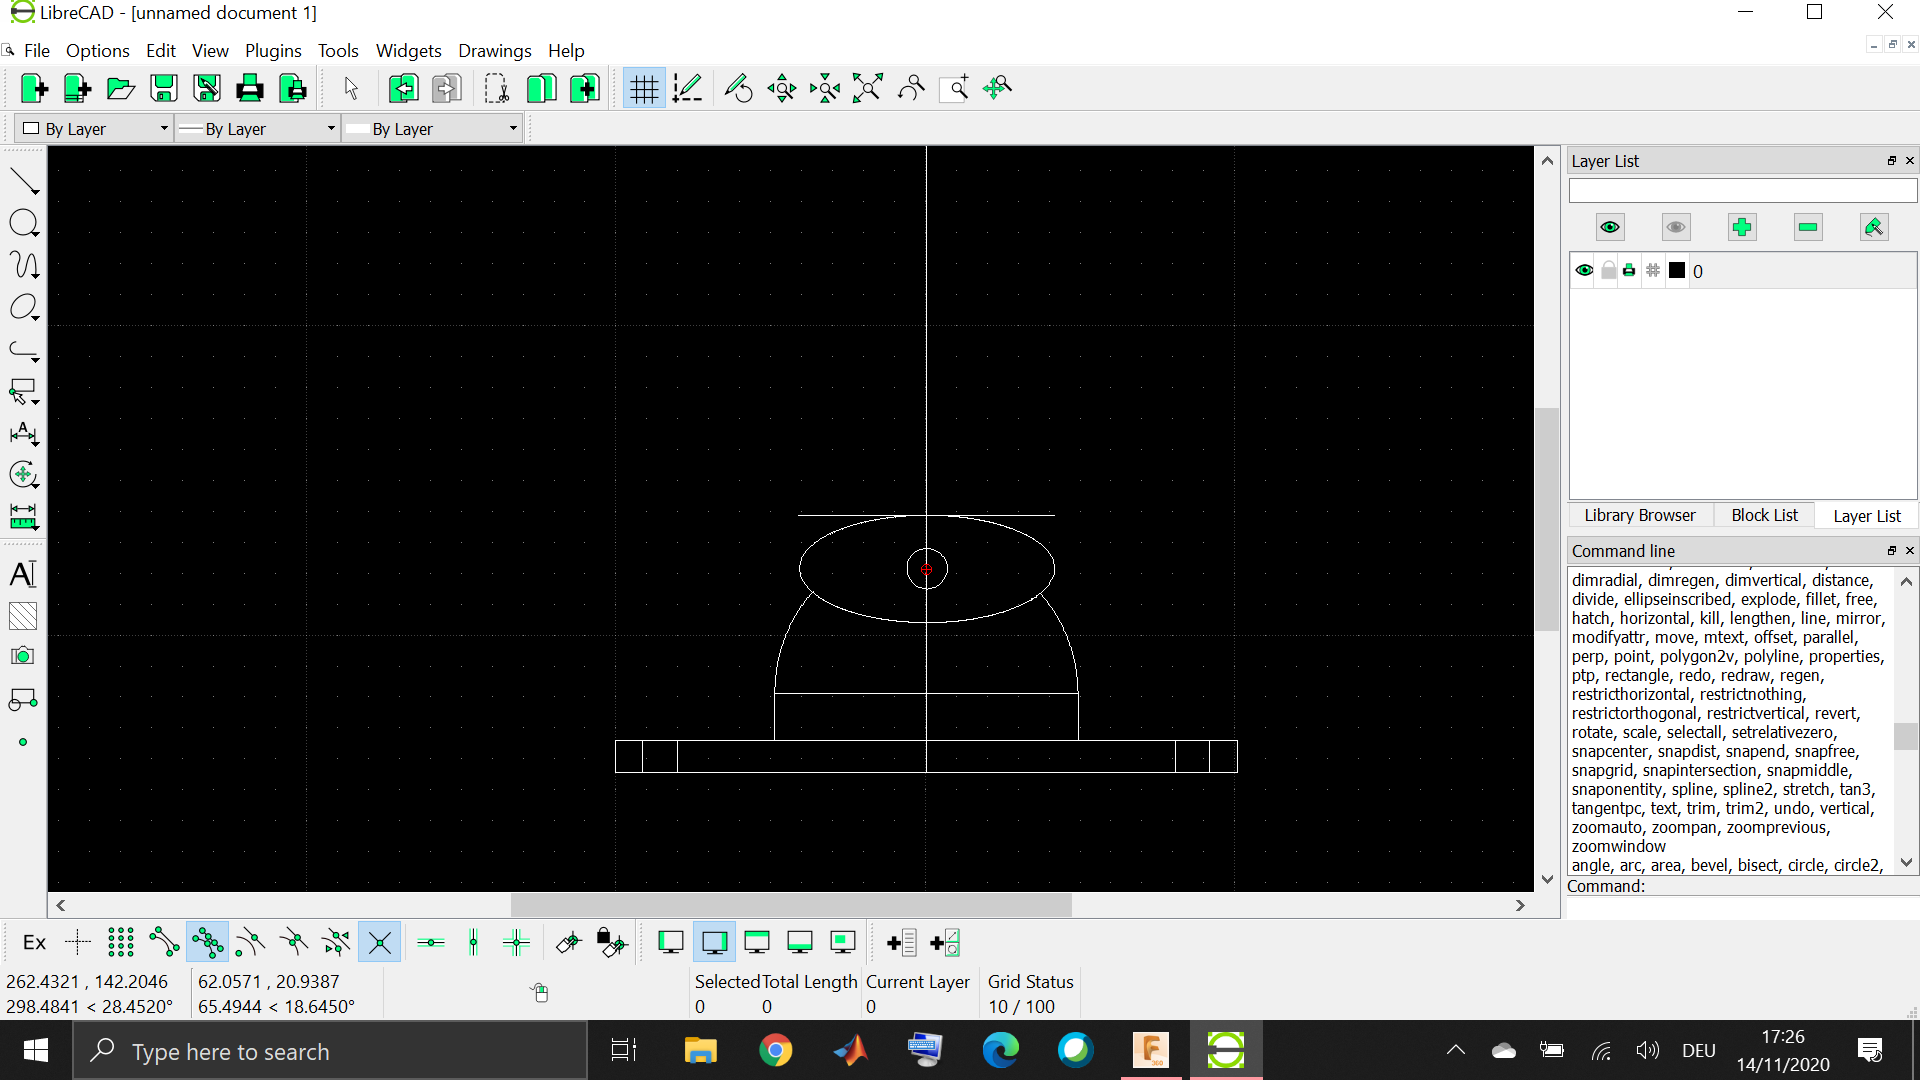 LibreCAD - [unnamed document 1]
File Options Edit View Plugins Tools Widgets Drawings Help
By Layer By Layer By Layer
Layer List
0
Library Browser Block List Layer List
Command line
dimradial, dimregen, dimvertical, distance,
divide, ellipseinscribed, explode, fillet, free,
hatch, horizontal, kill, lengthen, line, mirror,
modifyattr, move, mtext, offset, parallel,
perp, point, polygon2v, polyline, properties,
ptp, rectangle, redo, redraw, regen,
restricthorizontal, restrictnothing,
restrictorthogonal, restrictvertical, revert,
rotate, scale, selectall, setrelativezero,
snapcenter, snapdist, snapend, snapfree,
snapgrid, snapintersection, snapmiddle,
snaponentity, spline, spline2, stretch, tan3,
tangentpc, text, trim, trim2, undo, vertical,
zoomauto, zoompan, zoomprevious,
zoomwindow
angle, arc, area, bevel, bisect, circle, circle2,
Command:
Ex
262.4321 , 142.2046 62.0571 , 20.9387 Selected Total Length Current Layer Grid Status
298.4841 < 28.4520° 65.4944 < 18.6450° 0 0 0 10 / 100
Type here to search
DEU
17:26
14/11/2020